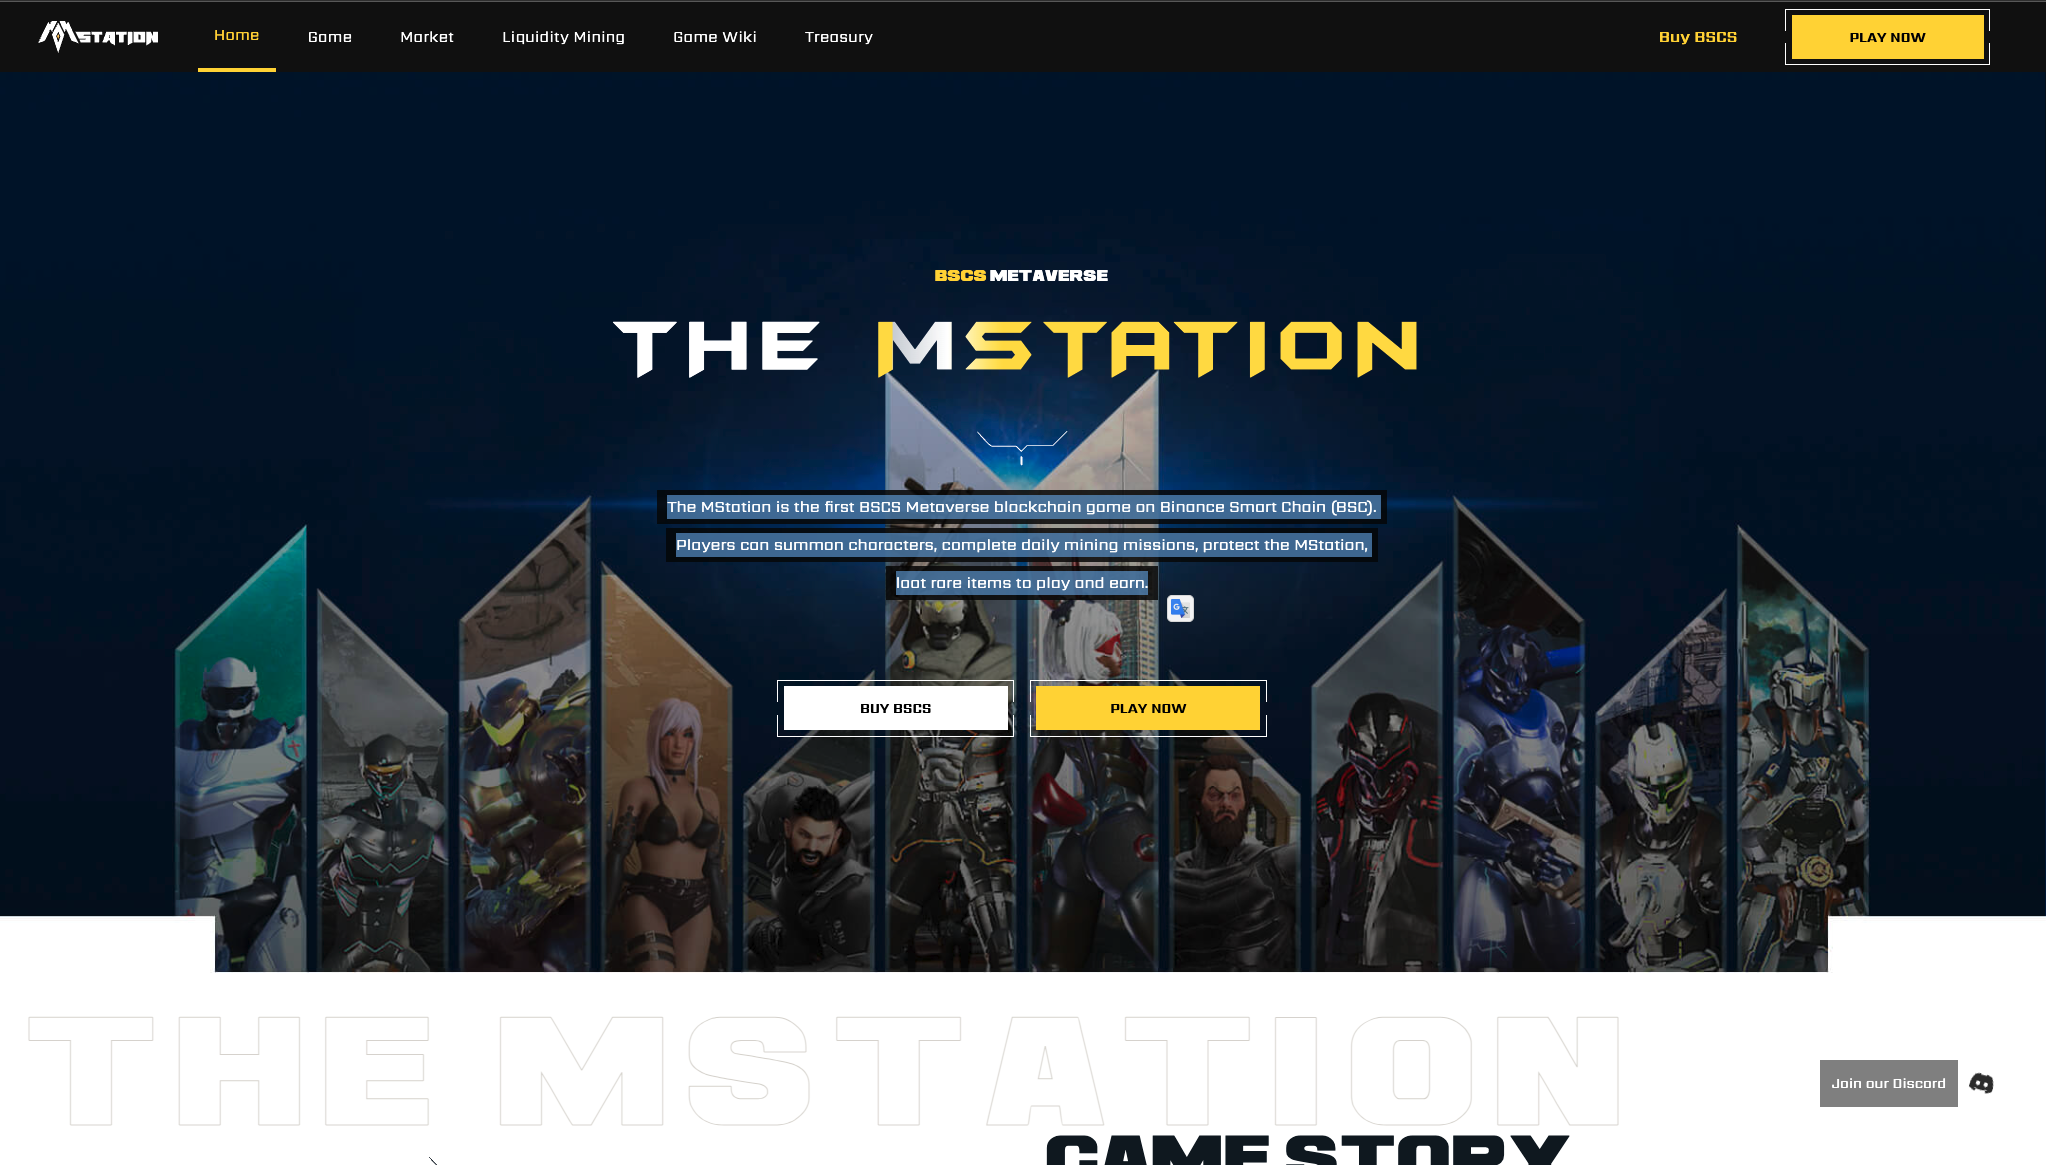 MSTATION
Home
Game
Market
Liquidity Mining
Game Wiki
Treasury
Buy BSCS
PLAY NOW
BSCS METAVERSE
THE MSTATION
The MStation is the first BSCS Metaverse blockchain game on Binance Smart Chain (BSC).
Players can summon characters, complete daily mining missions, protect the MStation,
loot rare items to play and earn.
BUY BSCS
PLAY NOW
THE MSTATION
Join our Discord
GAME STORY